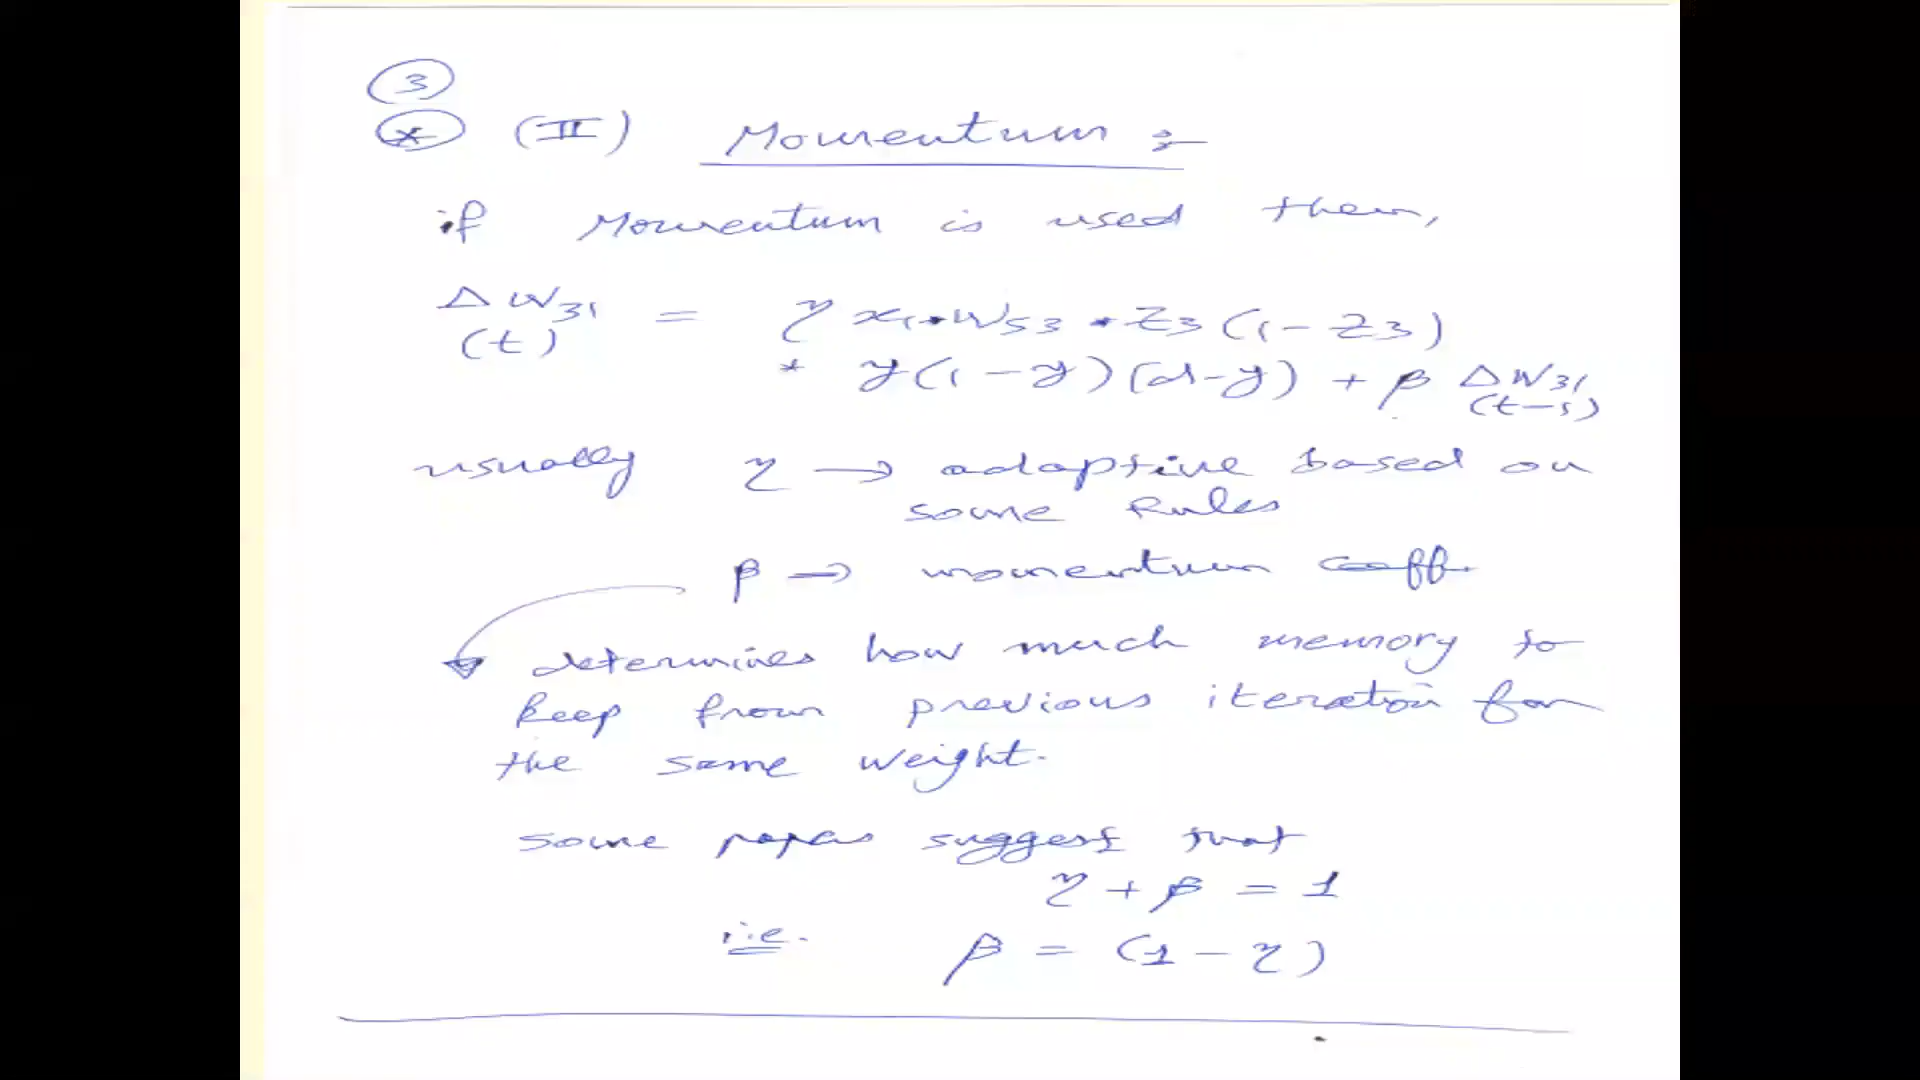 3
* (II) Momentum :-
if Momentum is used then,
ΔW31 (t) = η x1 * W53 * Z3 (1 - Z3)
* y(1 - y)(d - y) + β ΔW31 (t-1)
usually η → adaptive based on
some Rules
β → momentum coeff.
determines how much memory to
keep from previous iteration for
the same weight.
some papers suggest that
η + β = 1
i.e. β = (1 - η)